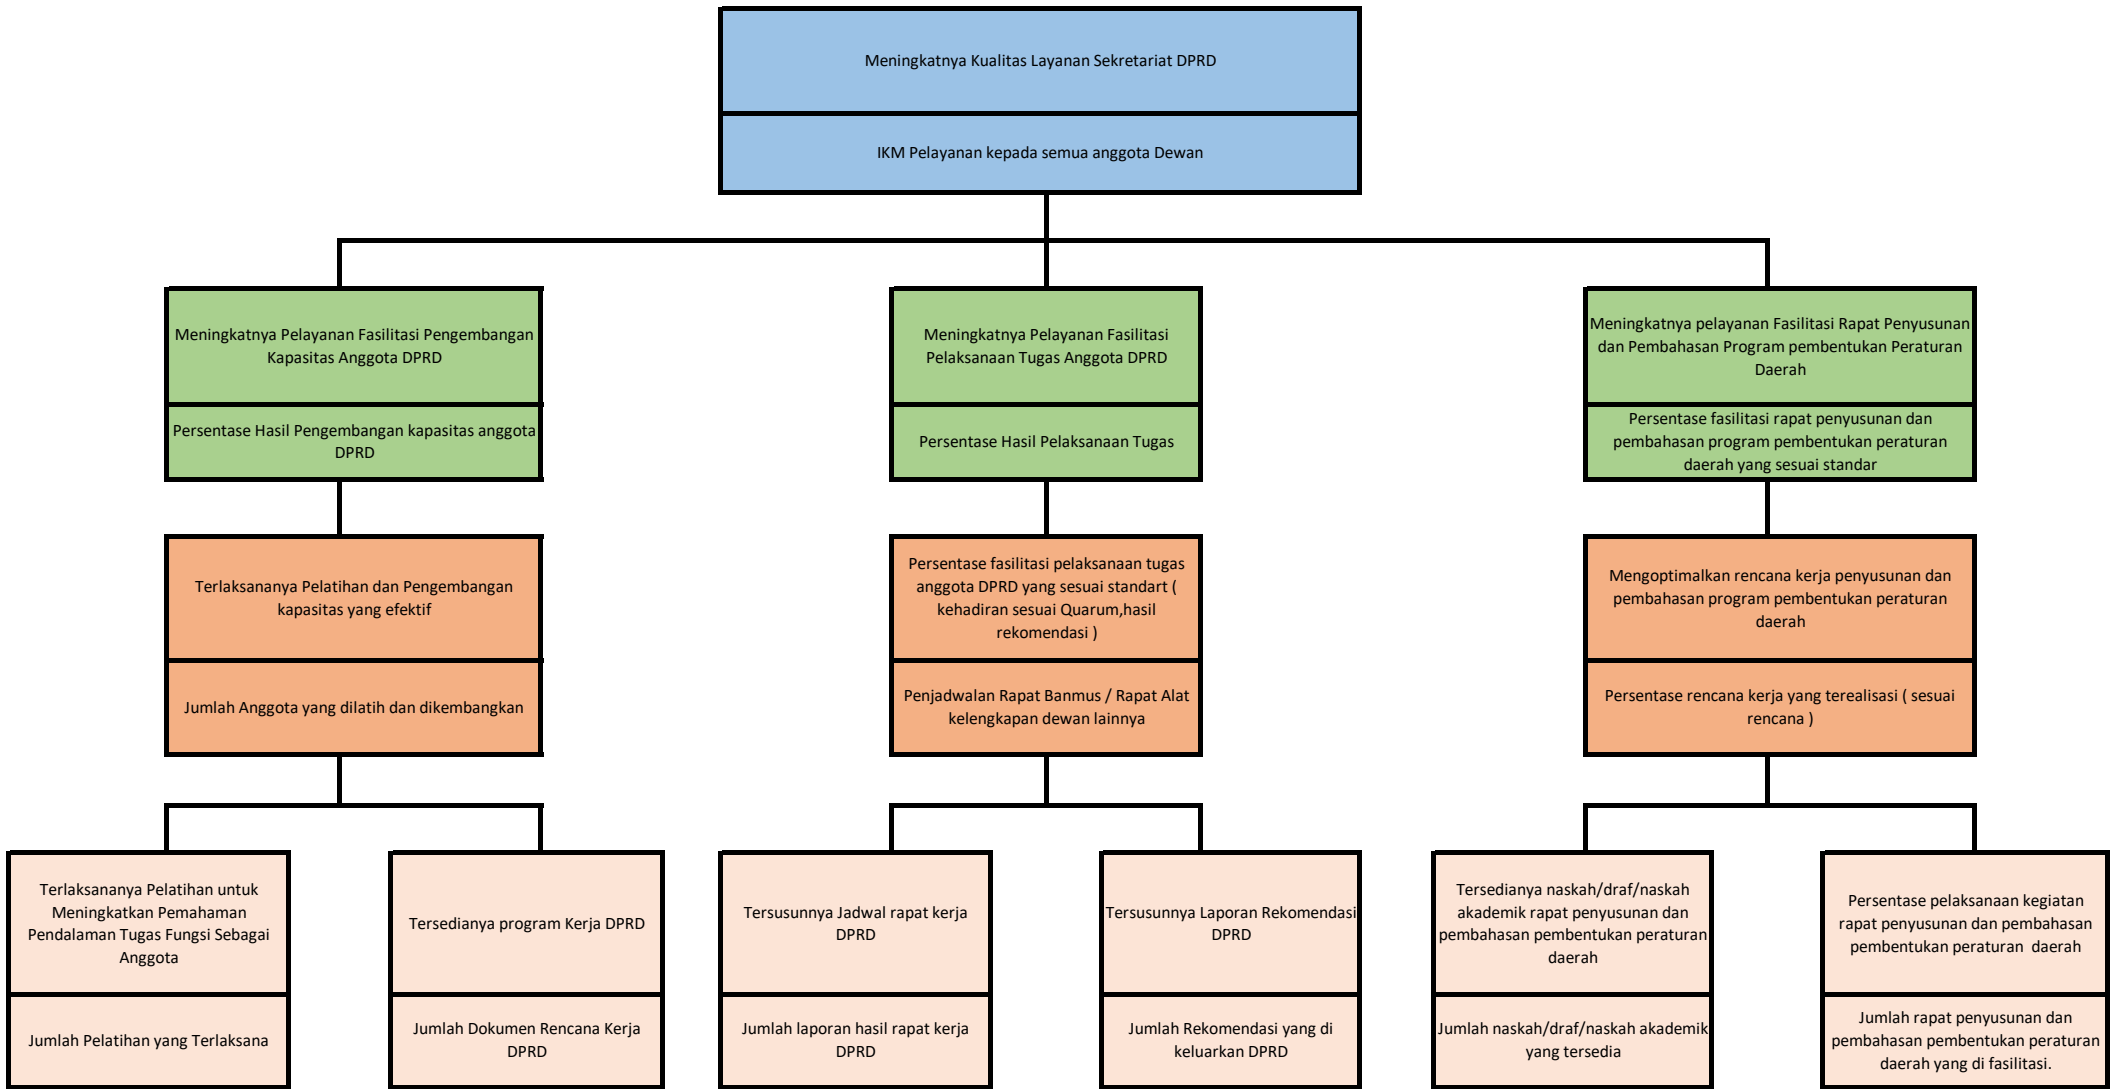 Meningkatnya Kualitas Layanan Sekretariat DPRD
IKM Pelayanan kepada semua anggota Dewan
Meningkatnya Pelayanan Fasilitasi Pengembangan
Kapasitas Anggota DPRD
Persentase Hasil Pengembangan kapasitas anggota
DPRD
Meningkatnya Pelayanan Fasilitasi
Pelaksanaan Tugas Anggota DPRD
Persentase Hasil Pelaksanaan Tugas
Meningkatnya pelayanan Fasilitasi Rapat Penyusunan
dan Pembahasan Program pembentukan Peraturan
Daerah
Persentase fasilitasi rapat penyusunan dan
pembahasan program pembentukan peraturan
daerah yang sesuai standar
Terlaksananya Pelatihan dan Pengembangan
kapasitas yang efektif
Jumlah Anggota yang dilatih dan dikembangkan
Persentase fasilitasi pelaksanaan tugas
anggota DPRD yang sesuai standart (
kehadiran sesuai Quarum,hasil
rekomendasi )
Penjadwalan Rapat Banmus / Rapat Alat
kelengkapan dewan lainnya
Mengoptimalkan rencana kerja penyusunan dan
pembahasan program pembentukan peraturan
daerah
Persentase rencana kerja yang terealisasi ( sesuai
rencana )
Terlaksananya Pelatihan untuk
Meningkatkan Pemahaman
Pendalaman Tugas Fungsi Sebagai
Anggota
Jumlah Pelatihan yang Terlaksana
Tersedianya program Kerja DPRD
Jumlah Dokumen Rencana Kerja
DPRD
Tersusunnya Jadwal rapat kerja
DPRD
Jumlah laporan hasil rapat kerja
DPRD
Tersusunnya Laporan Rekomendasi
DPRD
Jumlah Rekomendasi yang di
keluarkan DPRD
Tersedianya naskah/draf/naskah
akademik rapat penyusunan dan
pembahasan pembentukan peraturan
daerah
Jumlah naskah/draf/naskah akademik
yang tersedia
Persentase pelaksanaan kegiatan
rapat penyusunan dan pembahasan
pembentukan peraturan  daerah
Jumlah rapat penyusunan dan
pembahasan pembentukan peraturan
daerah yang di fasilitasi.